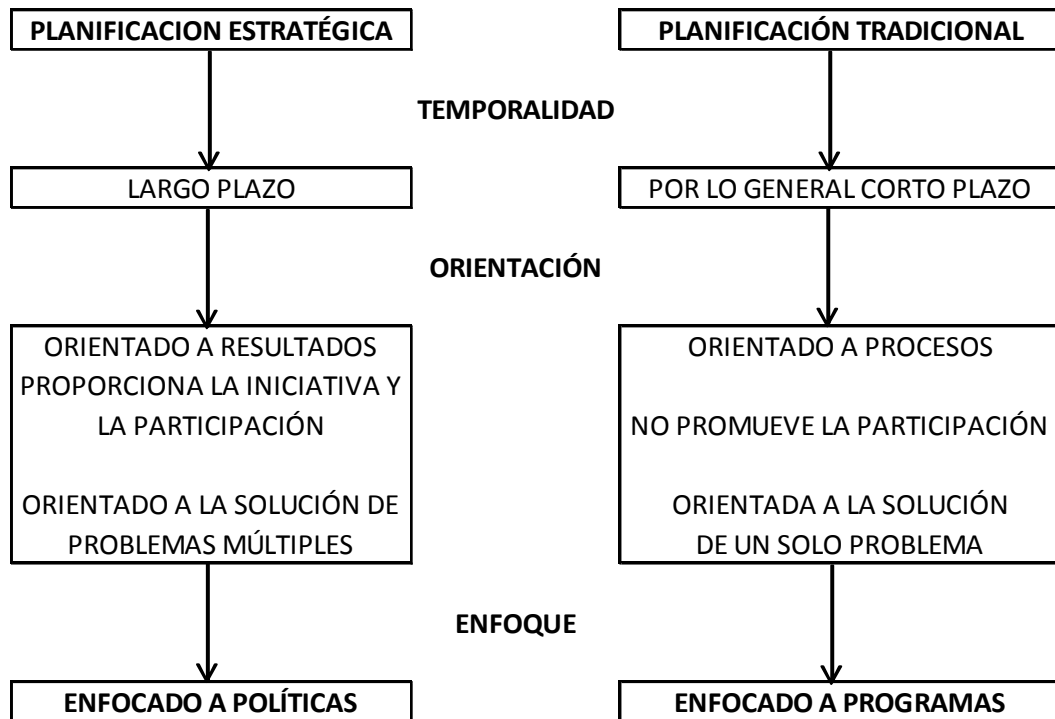 PLANIFICACION ESTRATÉGICA
PLANIFICACIÓN TRADICIONAL
TEMPORALIDAD
LARGO PLAZO
POR LO GENERAL CORTO PLAZO
ORIENTACIÓN
ORIENTADO A RESULTADOS
PROPORCIONA LA INICIATIVA Y
LA PARTICIPACIÓN
ORIENTADO A LA SOLUCIÓN DE
PROBLEMAS MÚLTIPLES
ORIENTADO A PROCESOS
NO PROMUEVE LA PARTICIPACIÓN
ORIENTADA A LA SOLUCIÓN
DE UN SOLO PROBLEMA
ENFOQUE
ENFOCADO A POLÍTICAS
ENFOCADO A PROGRAMAS